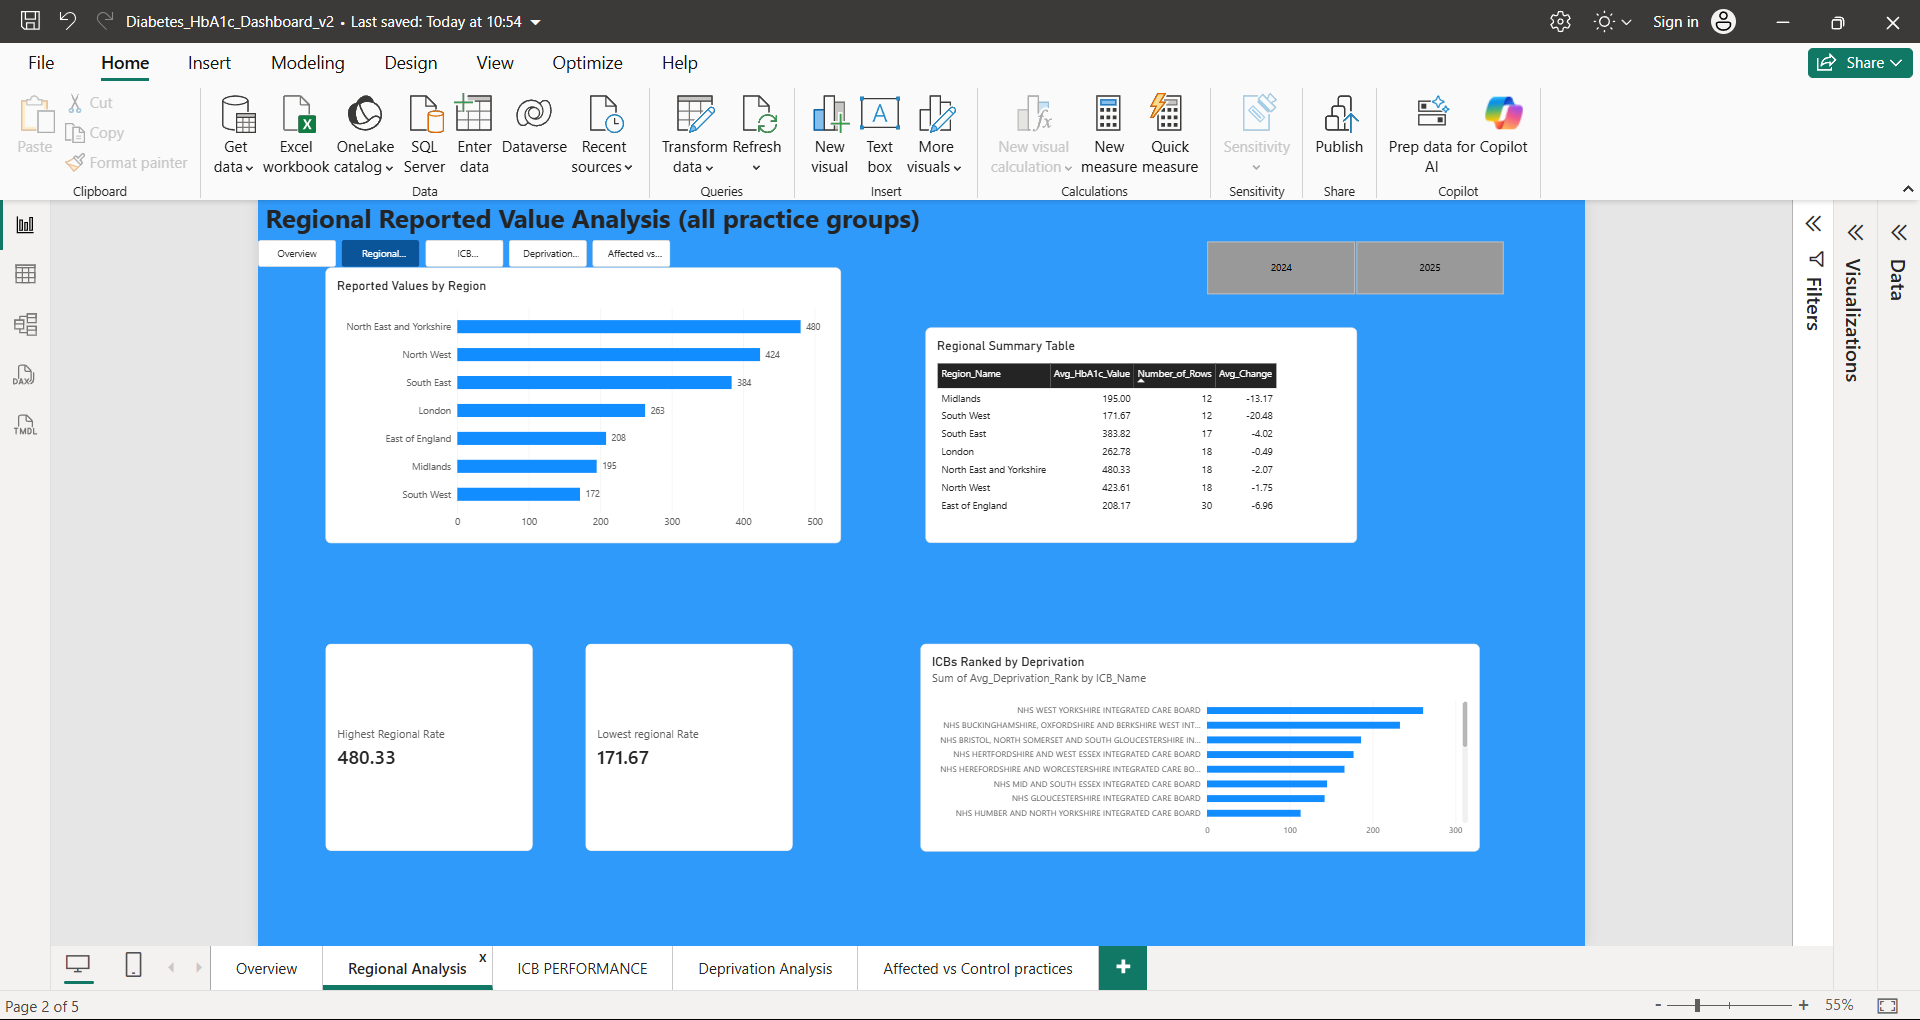 Diabetes_HbA1c_Dashboard_v2 • Last saved: Today at 10:54
Sign in
File Home Insert Modeling Design View Optimize Help
Share
Paste
Cut
Copy
Format painter
Clipboard
Get data
Excel workbook
OneLake catalog
SQL Server
Enter data
Dataverse
Recent sources
Data
Transform data
Refresh
Queries
New visual
Text box
More visuals
Insert
New visual calculation
New measure
Quick measure
Calculations
Sensitivity
Sensitivity
Publish
Share
Prep data for AI
Copilot
Copilot
DAX
TMDL
Regional Reported Value Analysis (all practice groups)
Overview
Regional...
ICB...
Deprivation...
Affected vs...
2024
2025
Reported Values by Region
North East and Yorkshire 480
North West 424
South East 384
London 263
East of England 208
Midlands 195
South West 172
0 100 200 300 400 500
Regional Summary Table
Region_Name Avg_HbA1c_Value Number_of_Rows Avg_Change
Midlands 195.00 12 -13.17
South West 171.67 12 -20.48
South East 383.82 17 -4.02
London 262.78 18 -0.49
North East and Yorkshire 480.33 18 -2.07
North West 423.61 18 -1.75
East of England 208.17 30 -6.96
Highest Regional Rate
480.33
Lowest regional Rate
171.67
ICBs Ranked by Deprivation
Sum of Avg_Deprivation_Rank by ICB_Name
NHS WEST YORKSHIRE INTEGRATED CARE BOARD
NHS BUCKINGHAMSHIRE, OXFORDSHIRE AND BERKSHIRE WEST INT...
NHS BRISTOL, NORTH SOMERSET AND SOUTH GLOUCESTERSHIRE IN...
NHS HERTFORDSHIRE AND WEST ESSEX INTEGRATED CARE BOARD
NHS HEREFORDSHIRE AND WORCESTERSHIRE INTEGRATED CARE BO...
NHS MID AND SOUTH ESSEX INTEGRATED CARE BOARD
NHS GLOUCESTERSHIRE INTEGRATED CARE BOARD
NHS HUMBER AND NORTH YORKSHIRE INTEGRATED CARE BOARD
0 100 200 300
Filters
Visualizations
Data
Overview
Regional Analysis
x
ICB PERFORMANCE
Deprivation Analysis
Affected vs Control practices
+
Page 2 of 5
- + 55%